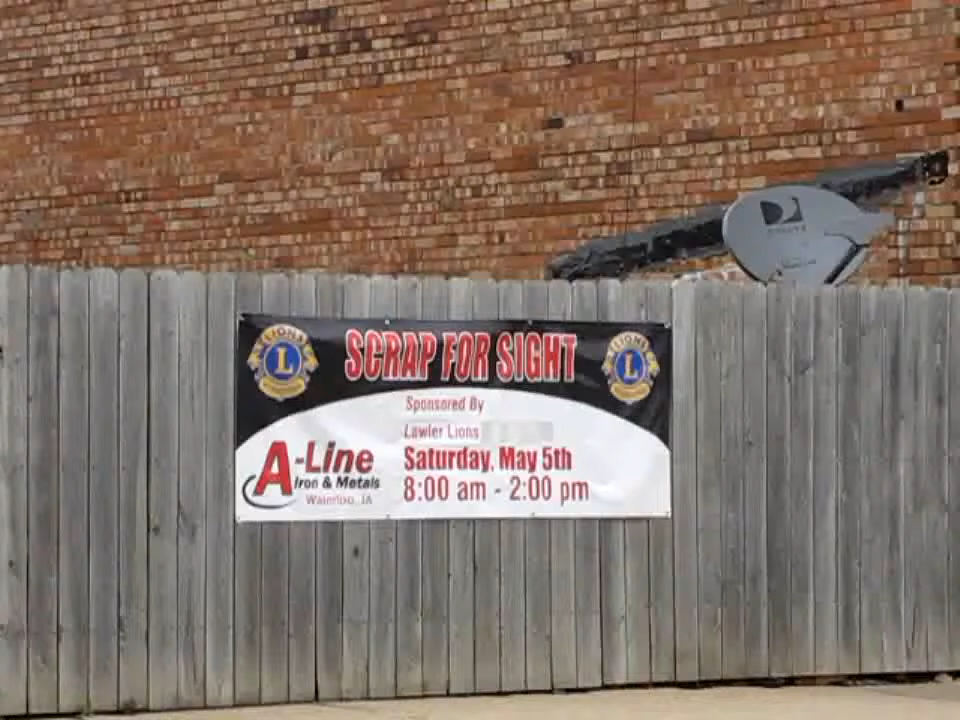 LIONS
L
SCRAP FOR SIGHT
LIONS
L
Sponsored By
Lawler Lions
A-Line
Iron & Metals
Waterloo, IA
Saturday, May 5th
8:00 am - 2:00 pm